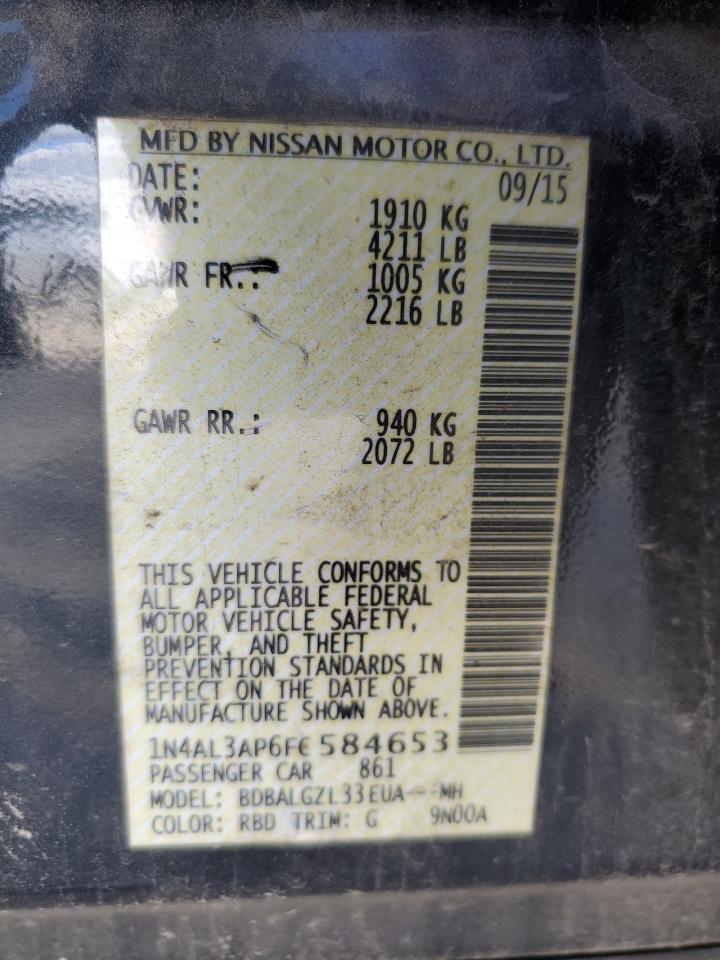 MFD BY NISSAN MOTOR CO., LTD.
DATE: 09/15
GVWR: 1910 KG
4211 LB
GAWR FR.: 1005 KG
2216 LB
GAWR RR.: 940 KG
2072 LB
THIS VEHICLE CONFORMS TO
ALL APPLICABLE FEDERAL
MOTOR VEHICLE SAFETY,
BUMPER, AND THEFT
PREVENTION STANDARDS IN
EFFECT ON THE DATE OF
MANUFACTURE SHOWN ABOVE.
1N4AL3AP6FC584653
PASSENGER CAR 861
MODEL: BDBALGZL33EUA---MH
COLOR: RBD TRIM: G 9N00A